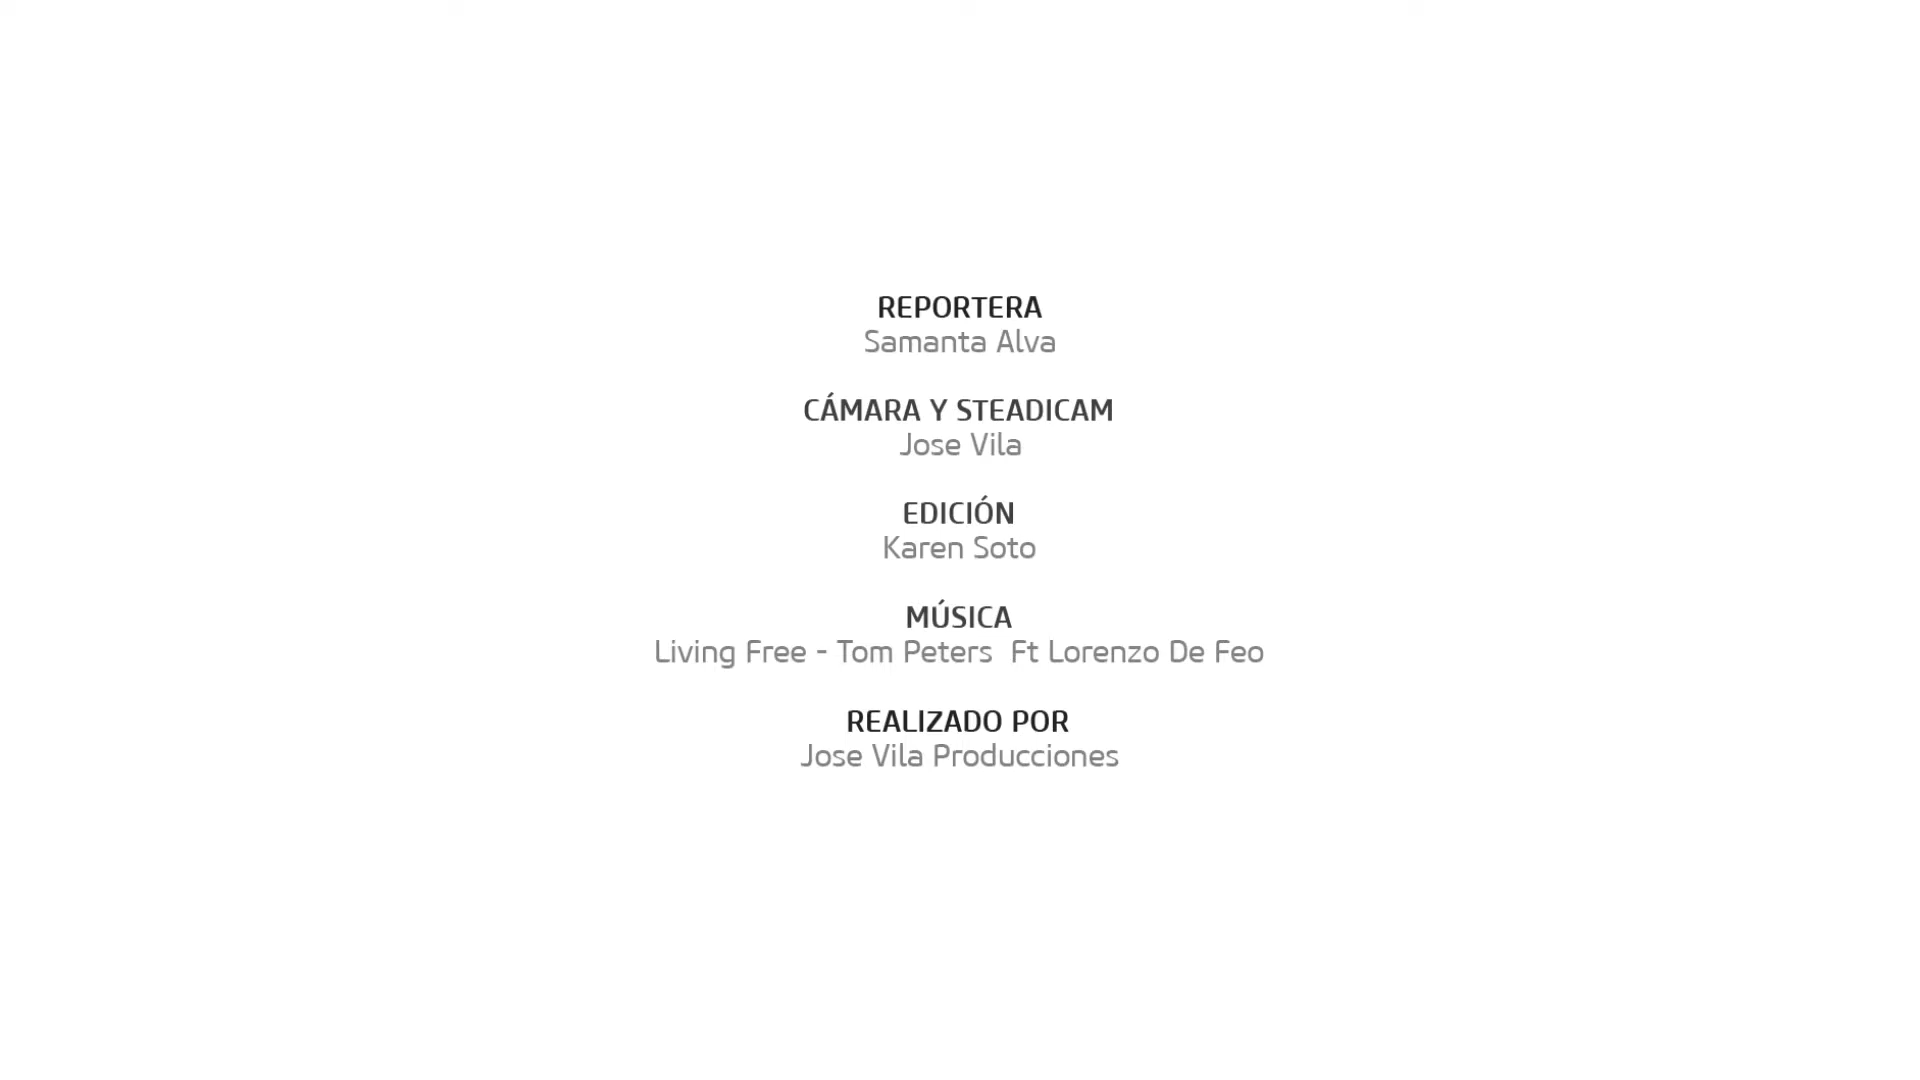 REPORTERA
Samanta Alva
CÁMARA Y STEADICAM
Jose Vila
EDICIÓN
Karen Soto
MÚSICA
Living Free - Tom Peters  Ft Lorenzo De Feo
REALIZADO POR
Jose Vila Producciones